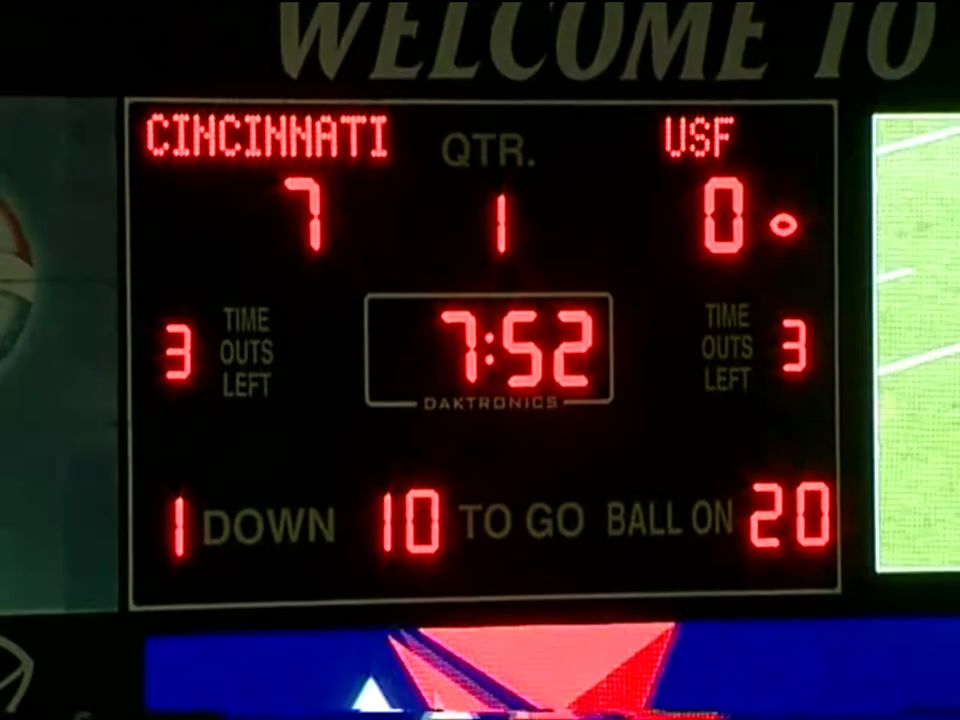 WELCOME TO
CINCINNATI QTR. USF
7 1 0
3 TIME OUTS LEFT 7:52 TIME OUTS LEFT 3
DAKTRONICS
1 DOWN 10 TO GO BALL ON 20